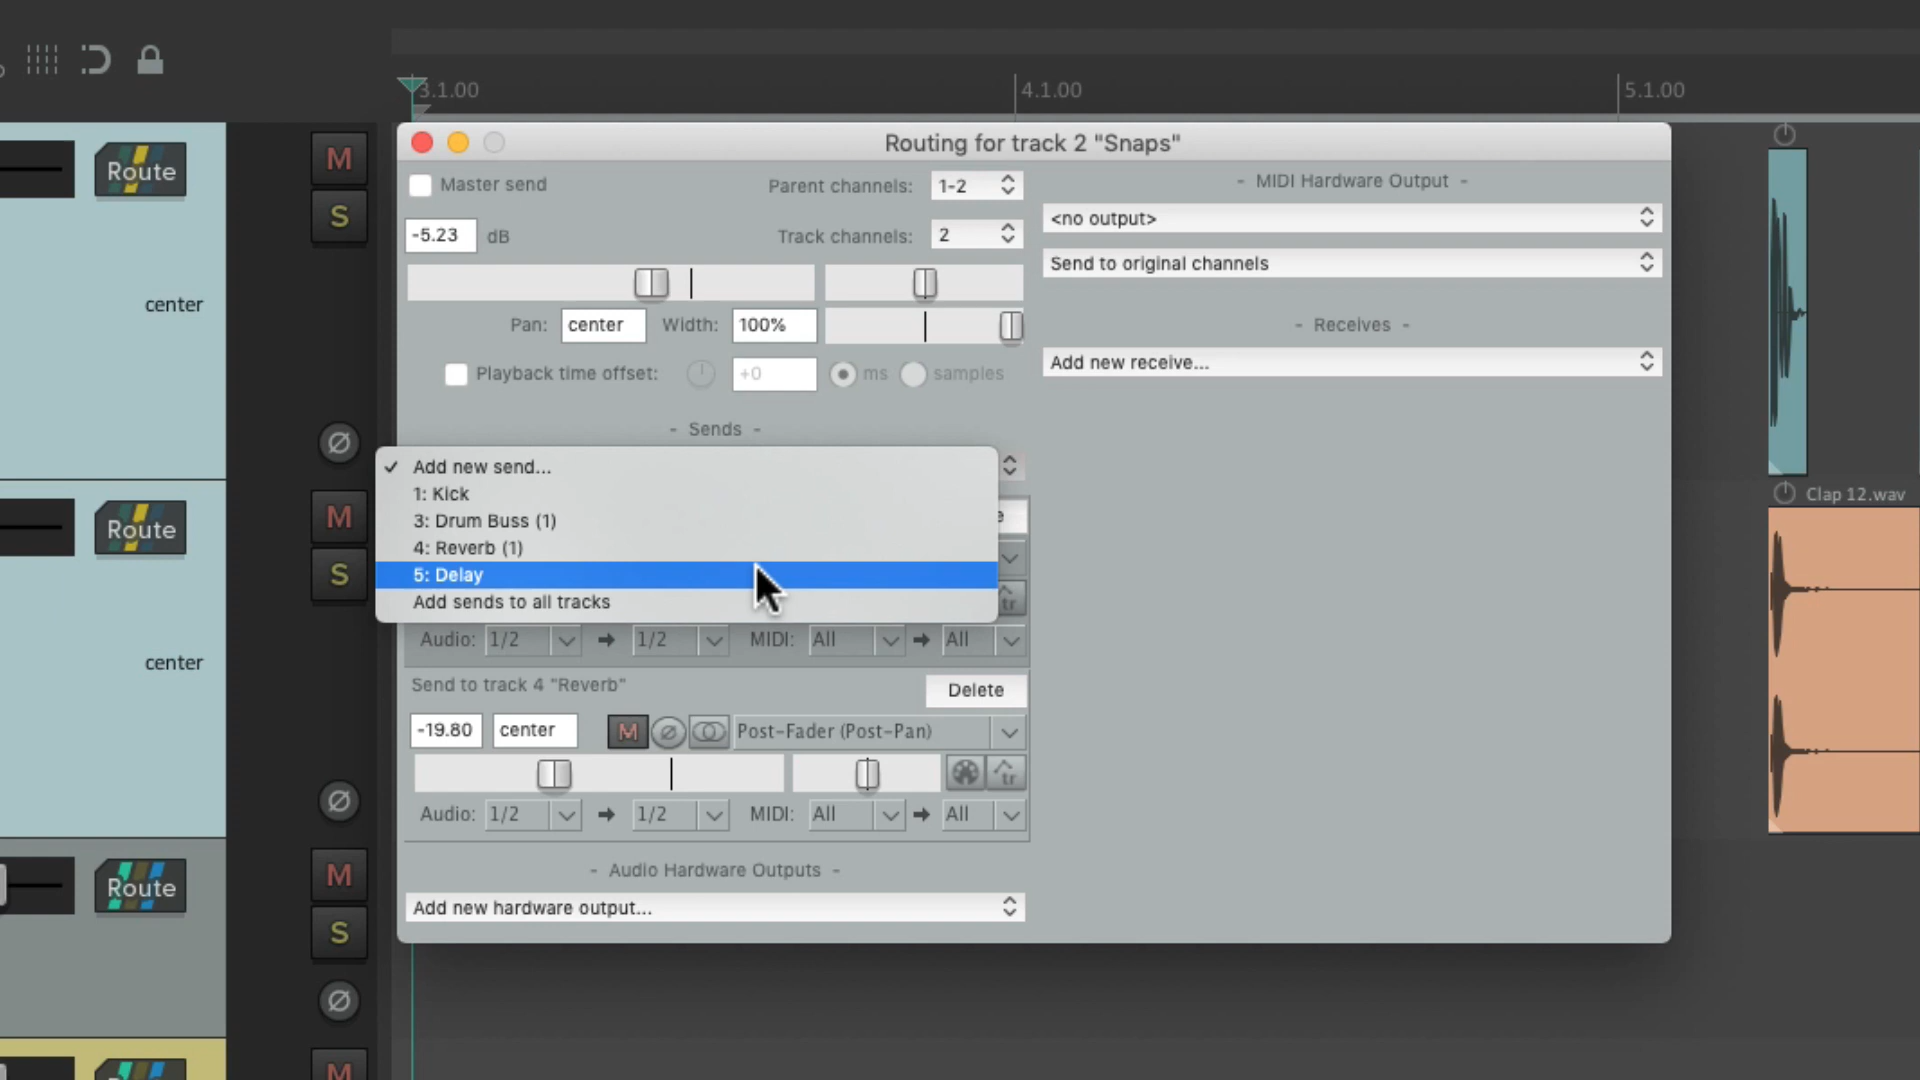 3.1.00
4.1.00
5.1.00
Routing for track 2 "Snaps"
Route
M
S
center
Master send
Parent channels: 1-2
-5.23 dB
Track channels: 2
Pan: center Width: 100%
Playback time offset: +0 ms samples
- Sends -
Add new send...
1: Kick
3: Drum Buss (1)
4: Reverb (1)
5: Delay
Add sends to all tracks
e
tr
Audio: 1/2 1/2 MIDI: All All
Send to track 4 "Reverb"
Delete
-19.80 center M Post-Fader (Post-Pan)
tr
Audio: 1/2 1/2 MIDI: All All
- Audio Hardware Outputs -
Add new hardware output...
- MIDI Hardware Output -
<no output>
Send to original channels
- Receives -
Add new receive...
Route
M
S
center
Route
M
S
M
Clap 12.wav